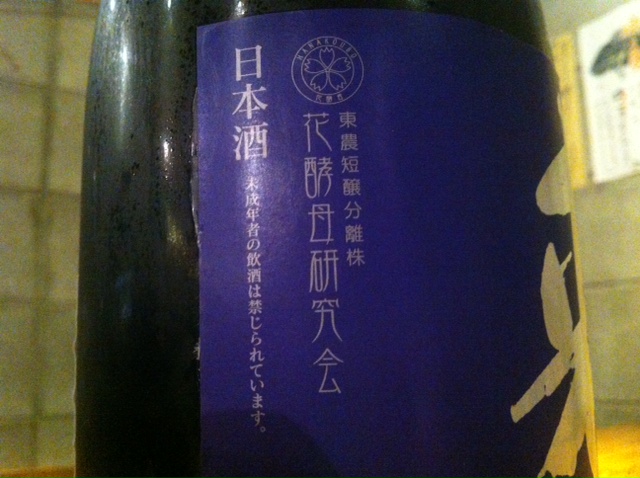 東農短醸分離株
花酵母研究会
日本酒
未成年者の飲酒は禁じられています。